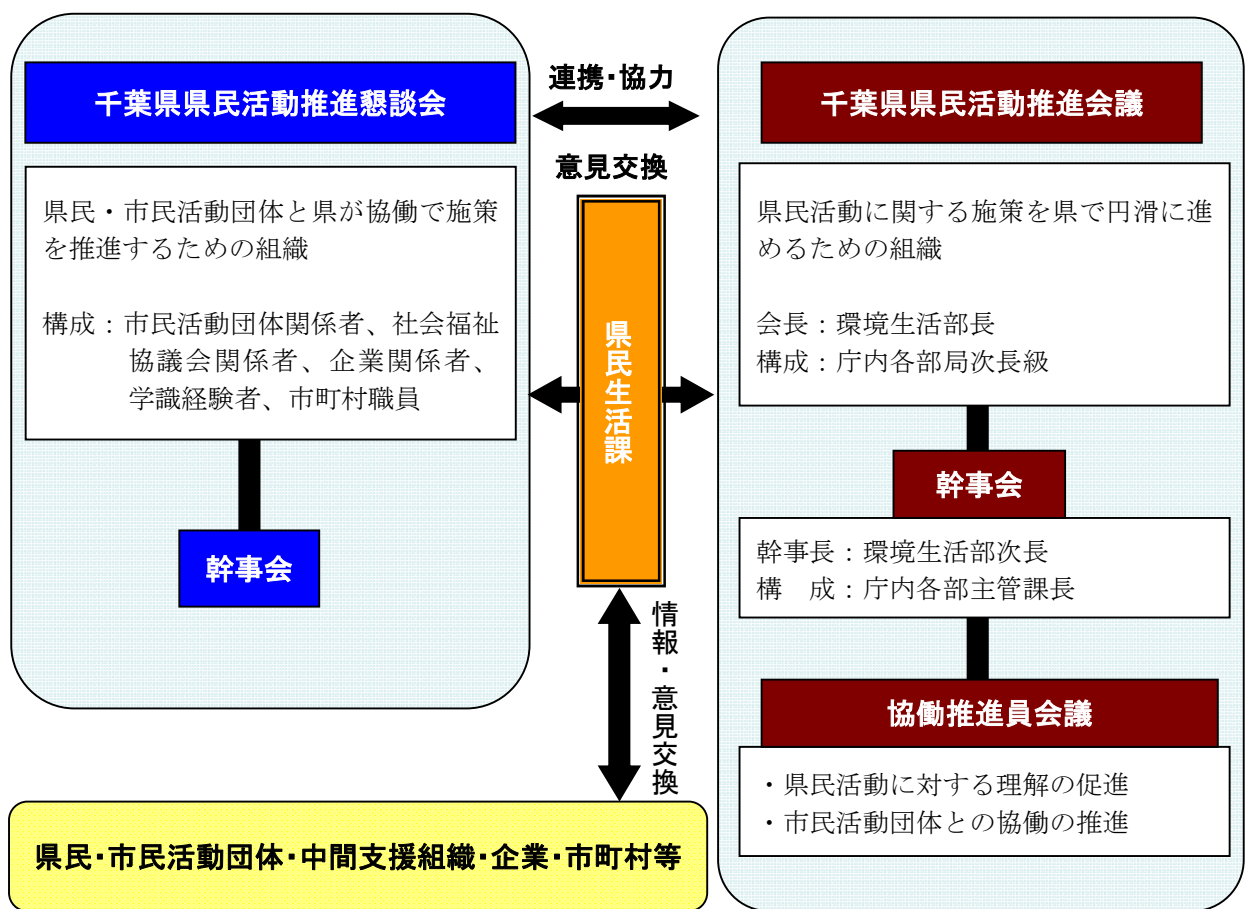 千葉県県民活動推進懇談会
県民・市民活動団体と県が協働で施策
を推進するための組織
構成：市民活動団体関係者、社会福祉
協議会関係者、企業関係者、
学識経験者、市町村職員
幹事会
連携・協力
意見交換
県民生活課
情報・意見交換
千葉県県民活動推進会議
県民活動に関する施策を県で円滑に進
めるための組織
会長：環境生活部長
構成：庁内各部局次長級
幹事会
幹事長：環境生活部次長
構　成：庁内各部主管課長
協働推進員会議
・県民活動に対する理解の促進
・市民活動団体との協働の推進
県民・市民活動団体・中間支援組織・企業・市町村等